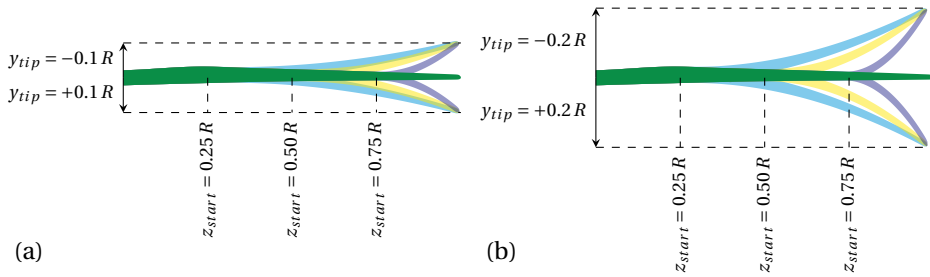 y_tip = −0.1 R
y_tip = +0.1 R
z_start = 0.25 R
z_start = 0.50 R
z_start = 0.75 R
(a)
y_tip = −0.2 R
y_tip = +0.2 R
z_start = 0.25 R
z_start = 0.50 R
z_start = 0.75 R
(b)